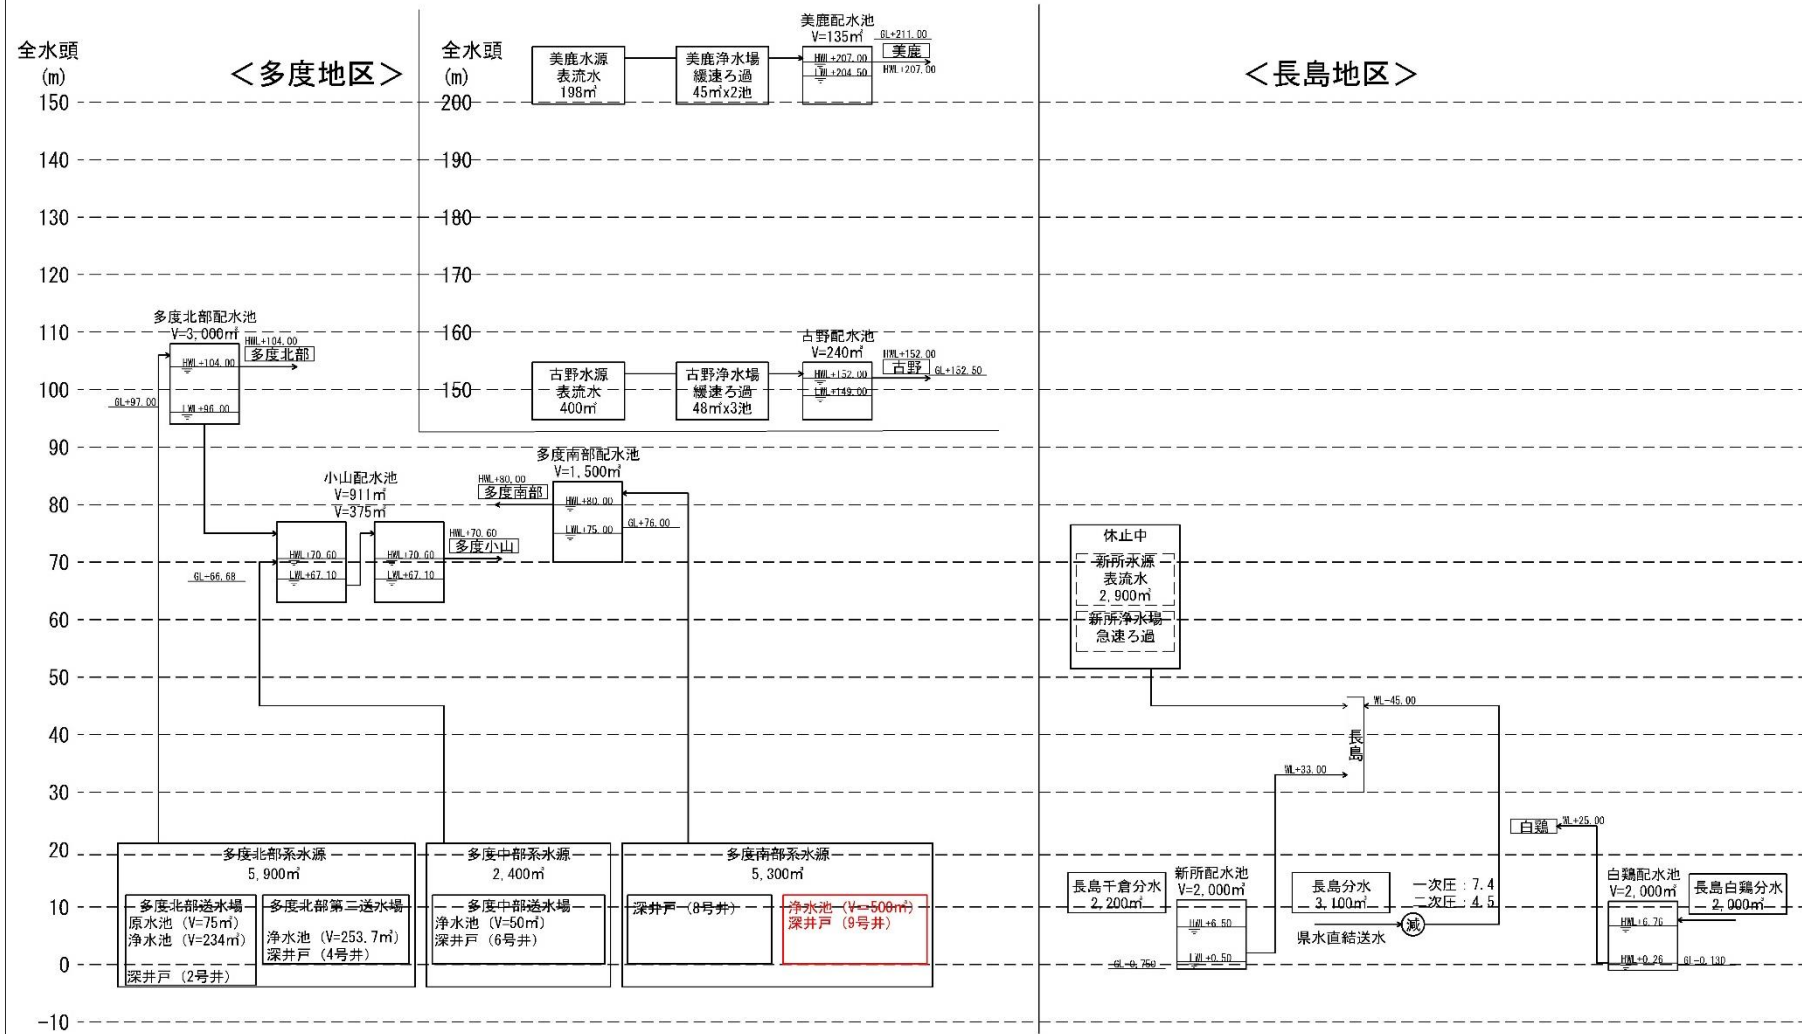 全水頭
(m)
＜多度地区＞
150
140
130
120
110
100
90
80
70
60
50
40
30
20
10
0
-10
全水頭
(m)
200
190
180
170
160
150
美鹿水源
表流水
198㎥
美鹿浄水場
緩速ろ過
45㎡x2池
美鹿配水池
V=135㎥
HWL+207.00
LWL+204.50
GL+211.00
美鹿
HWL+207.00
古野水源
表流水
400㎥
古野浄水場
緩速ろ過
48㎡x3池
古野配水池
V=240㎥
HWL+152.00
LWL+149.00
HWL+152.00
古野
GL+152.50
多度北部配水池
V=3,000㎥
HWL+104.00
LWL+96.00
HWL+104.00
多度北部
GL+97.00
小山配水池
V=911㎥
V=375㎥
HWL+70.60
LWL+67.10
HWL+70.60
LWL+67.10
HWL+70.60
多度小山
GL+66.68
多度南部配水池
V=1,500㎥
HWL+80.00
LWL+75.00
HWL+80.00
多度南部
GL+76.00
多度北部系水源
5,900㎥
多度北部送水場
原水池（V=75㎥）
浄水池（V=234㎥）
深井戸（2号井）
多度北部第二送水場
浄水池（V=253.7㎥）
深井戸（4号井）
多度中部系水源
2,400㎥
多度中部送水場
浄水池（V=50㎥）
深井戸（6号井）
多度南部系水源
5,300㎥
深井戸（8号井）
浄水池（V=500㎥）
深井戸（9号井）
＜長島地区＞
休止中
新所水源
表流水
2,900㎥
新所浄水場
急速ろ過
WL-45.00
長島
WL+33.00
白鶏
WL+25.00
長島千倉分水
2,200㎥
新所配水池
V=2,000㎥
HWL+6.50
LWL+0.50
GL-0.750
長島分水
3,100㎥
県水直結送水
一次圧：7.4
二次圧：4.5
減
白鶏配水池
V=2,000㎥
HWL+6.76
HWL+0.26
長島白鶏分水
2,000㎥
GL-0.130